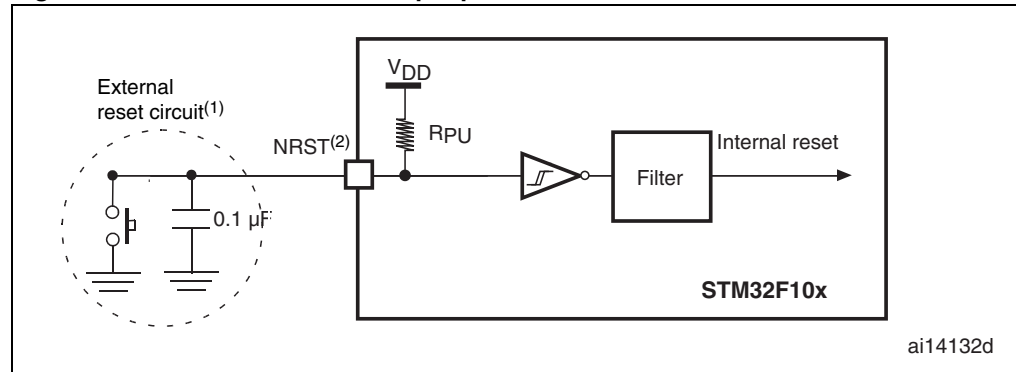 External
reset circuit(1)
VDD
RPU
NRST(2)
Internal reset
Filter
0.1 µF
STM32F10x
ai14132d